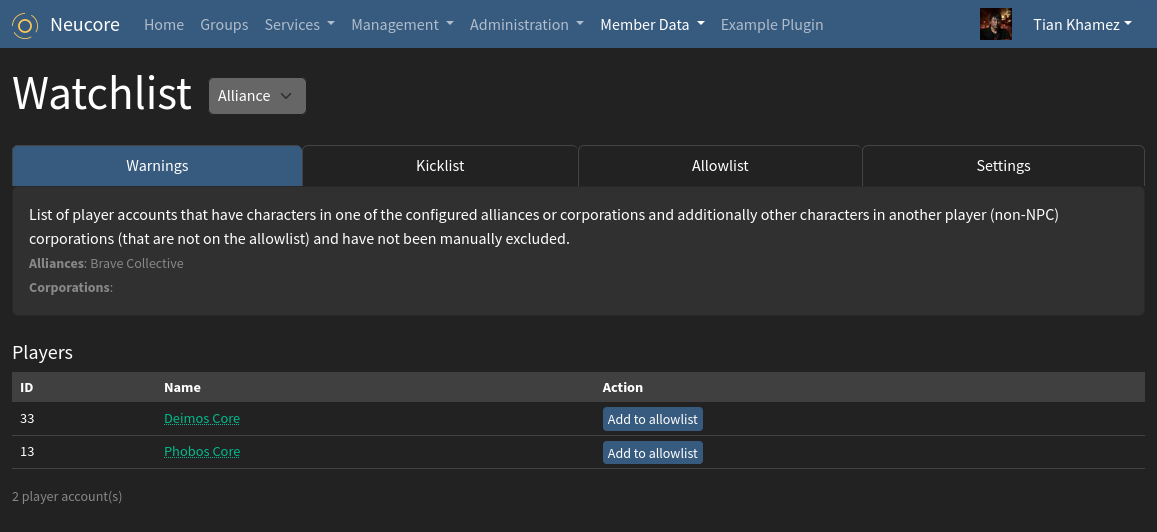 Neucore Home Groups Services Management Administration Member Data Example Plugin Tian Khamez
Watchlist Alliance
Warnings Kicklist Allowlist Settings
List of player accounts that have characters in one of the configured alliances or corporations and additionally other characters in another player (non-NPC)
corporations (that are not on the allowlist) and have not been manually excluded.
Alliances: Brave Collective
Corporations:
Players
ID Name Action
33 Deimos Core Add to allowlist
13 Phobos Core Add to allowlist
2 player account(s)